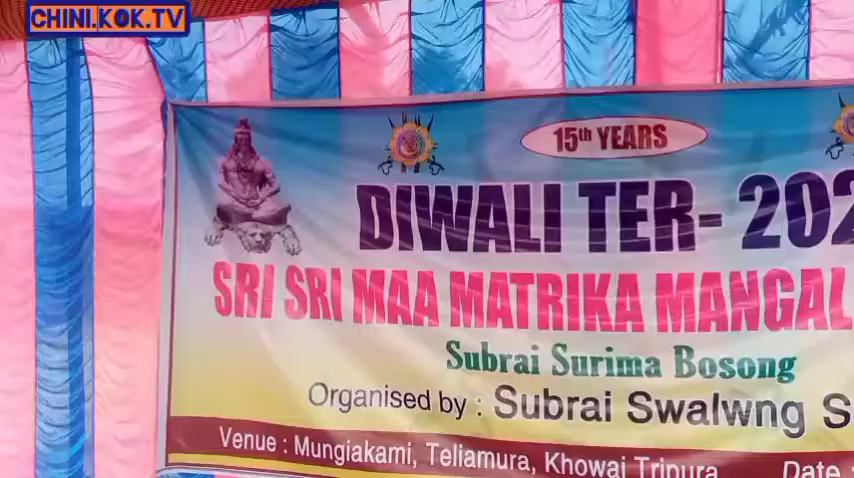 CHINI.KOK.TV
15th YEARS
DIWALI TER- 202
SRI SRI MAA MATRIKA MANGAL
Subrai Surima Bosong
Organised by : Subrai Swalwng S
Venue : Mungiakami, Teliamura, Khowai Tripura Date :